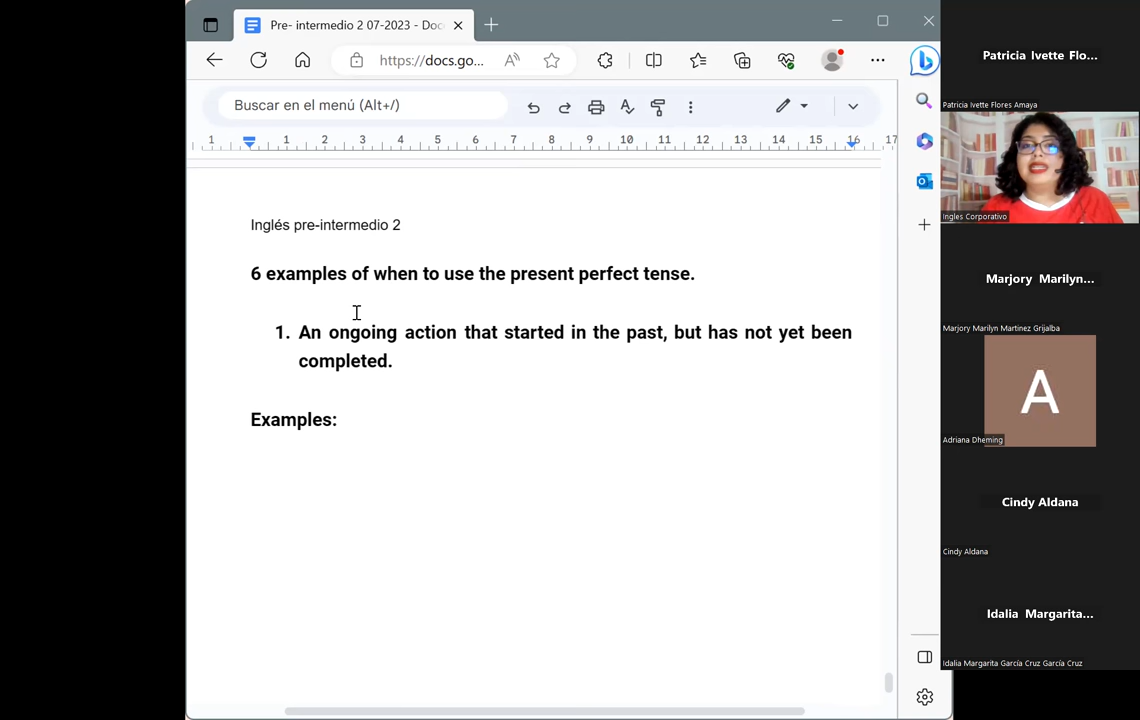 Pre- intermedio 2 07-2023 - Doc
https://docs.go...
Buscar en el menú (Alt+/)
1 1 2 3 4 5 6 7 8 9 10 11 12 13 14 15 16 17
Inglés pre-intermedio 2
6 examples of when to use the present perfect tense.
1. An ongoing action that started in the past, but has not yet been
completed.
Examples:
Patricia Ivette Flo...
Patricia Ivette Flores Amaya
Ingles Corporativo
Marjory Marilyn...
Marjory Marilyn Martinez Grijalba
A
Adriana Dheming
Cindy Aldana
Cindy Aldana
Idalia Margarita...
Idalia Margarita García Cruz García Cruz